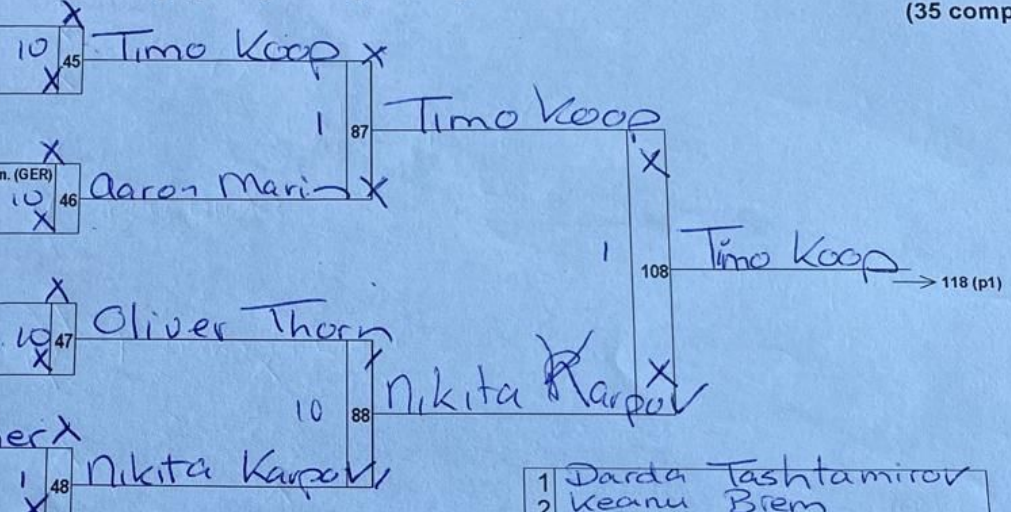 (35 comp
X
10 45 Timo Koop X
X
1 87 Timo Koop
X
X
n. (GER) 46 Aaron Marin X
10
X
1 108 Timo Koop
118 (p1)
X
47 Oliver Thorn
10
X
X
10 88 Nikita Karpov
er X
1 48 Nikita Karpov
1 Darda Tashtamirov
2 Keanu Brem